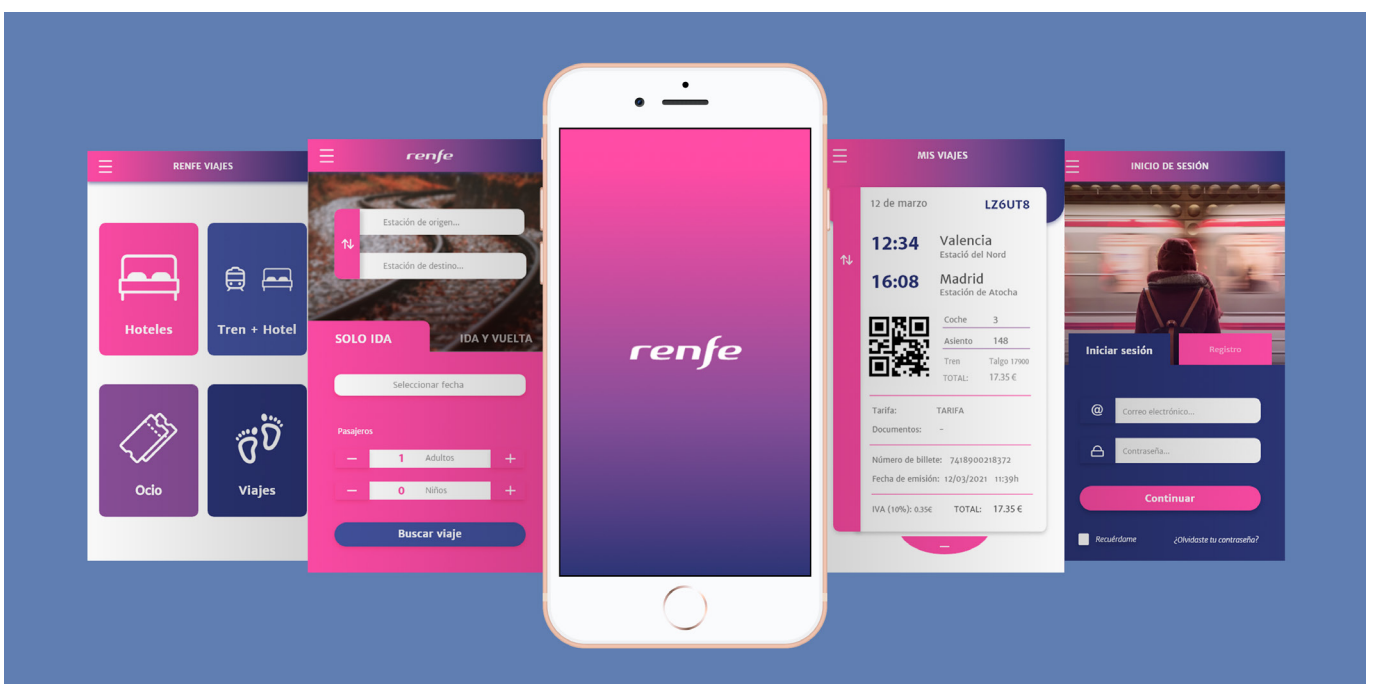 RENFE VIAJES
Hoteles
Tren + Hotel
Ocio
Viajes
renfe
Estación de origen...
Estación de destino...
SOLO IDA
IDA Y VUELTA
Seleccionar fecha
Pasajeros
— 1 Adultos +
— 0 Niños +
Buscar viaje
renfe
MIS VIAJES
12 de marzo LZ6UT8
12:34 Valencia
Estació del Nord
16:08 Madrid
Estación de Atocha
Coche 3
Asiento 148
Tren Talgo 17900
TOTAL: 17.35 €
Tarifa: TARIFA
Documentos: -
Número de billete: 7418900218372
Fecha de emisión: 12/03/2021 11:39h
IVA (10%): 0.35€ TOTAL: 17.35 €
INICIO DE SESIÓN
Iniciar sesión
Registro
@ Correo electrónico...
Contraseña...
Continuar
Recuérdame
¿Olvidaste tu contraseña?